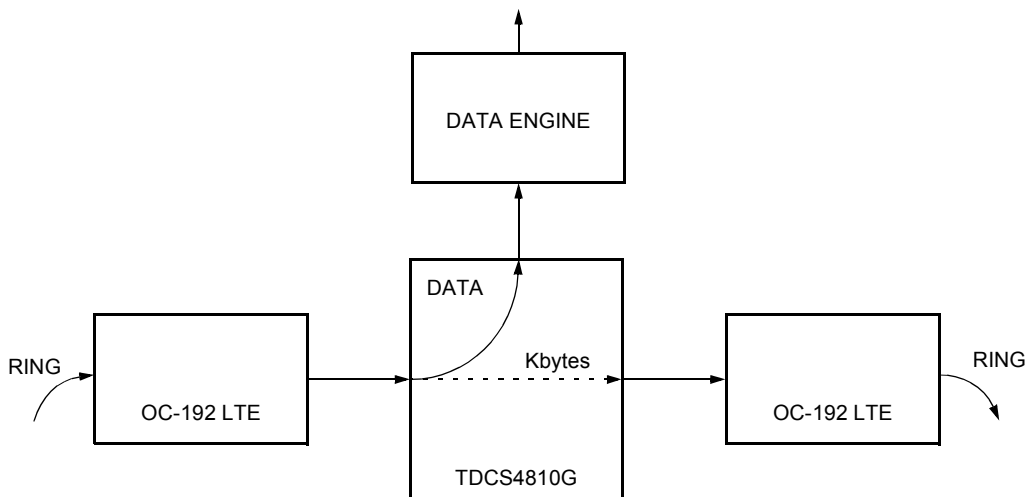 DATA ENGINE
DATA
Kbytes
RING
OC-192 LTE
RING
OC-192 LTE
TDCS4810G